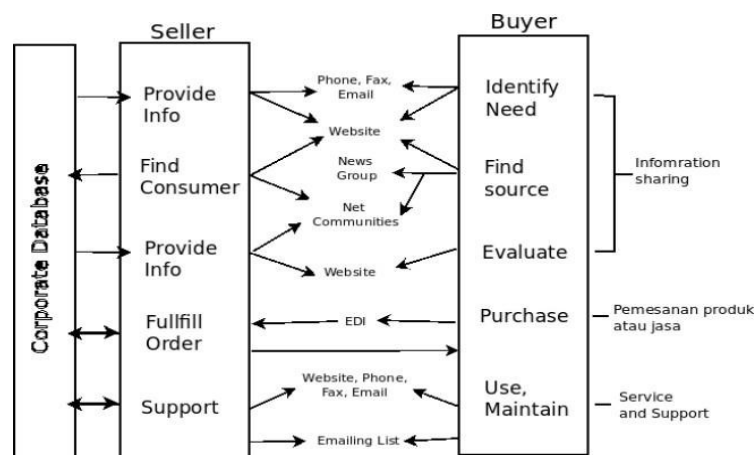 Seller
Buyer
Corporate Database
Provide
Info
Find
Consumer
Provide
Info
Fullfill
Order
Support
Phone, Fax,
Email
Website
News
Group
Net
Communities
Website
EDI
Website, Phone,
Fax, Email
Emailing List
Identify
Need
Find
source
Evaluate
Purchase
Use,
Maintain
Infomration
sharing
Pemesanan produk
atau jasa
Service
and Support